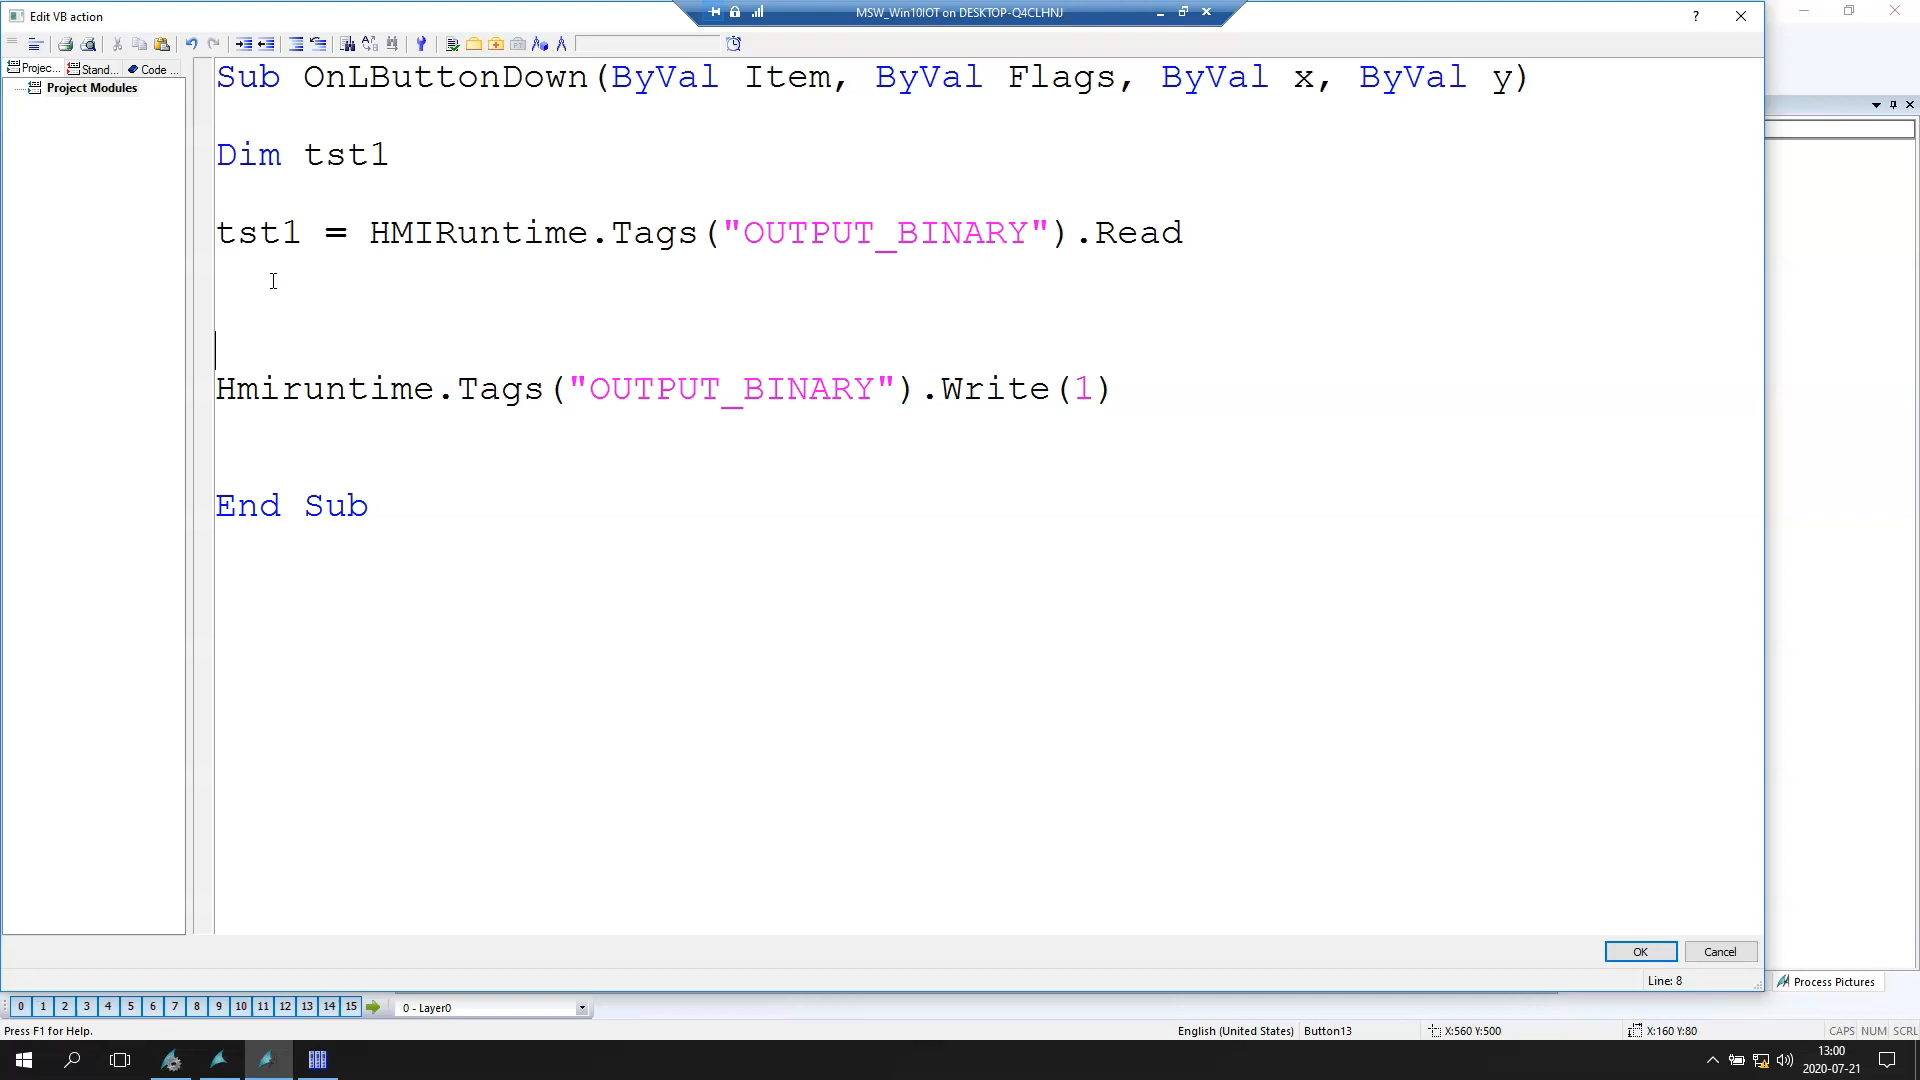 Edit VB action
MSW_Win10IOT on DESKTOP-Q4CLHNJ
Projec... Stand... Code ...
Project Modules
Sub OnLButtonDown(ByVal Item, ByVal Flags, ByVal x, ByVal y)
Dim tst1
tst1 = HMIRuntime.Tags("OUTPUT_BINARY").Read
Hmiruntime.Tags("OUTPUT_BINARY").Write(1)
End Sub
OK Cancel
Line: 8
Process Pictures
0 1 2 3 4 5 6 7 8 9 10 11 12 13 14 15 0 - Layer0
Press F1 for Help. English (United States) Button13 X:560 Y:500 X:160 Y:80 CAPS NUM SCRL
13:00
2020-07-21